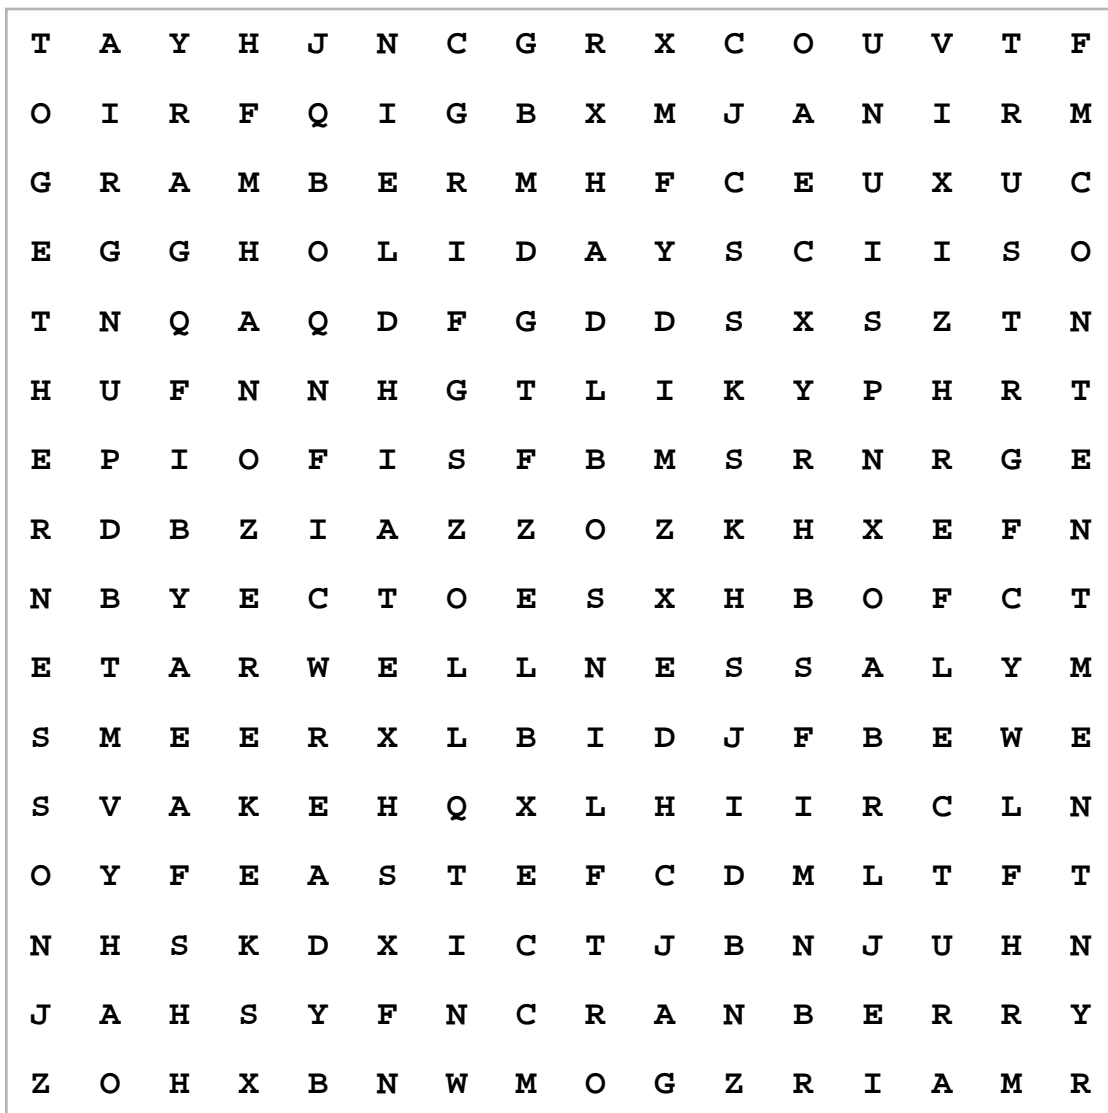 T A Y H J N C G R X C O U V T F
O I R F Q I G B X M J A N I R M
G R A M B E R M H F C E U X U C
E G G H O L I D A Y S C I I S O
T N Q A Q D F G D D S X S Z T N
H U F N N H G T L I K Y P H R T
E P I O F I S F B M S R N R G E
R D B Z I A Z Z O Z K H X E F N
N B Y E C T O E S X H B O F C T
E T A R W E L L N E S S A L Y M
S M E E R X L B I D J F B E W E
S V A K E H Q X L H I I R C L N
O Y F E A S T E F C D M L T F T
N H S K D X I C T J B N J U H N
J A H S Y F N C R A N B E R R Y
Z O H X B N W M O G Z R I A M R